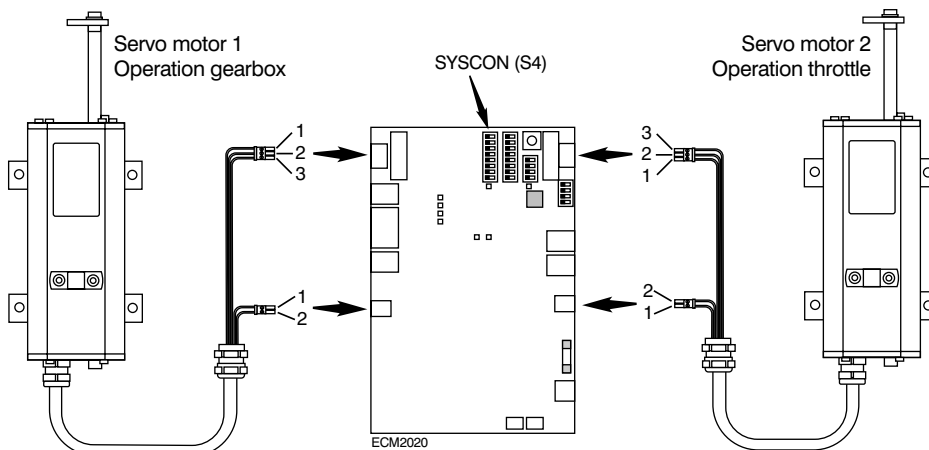 Servo motor 1
Operation gearbox
SYSCON (S4)
Servo motor 2
Operation throttle
1
2
3
3
2
1
1
2
2
1
ECM2020